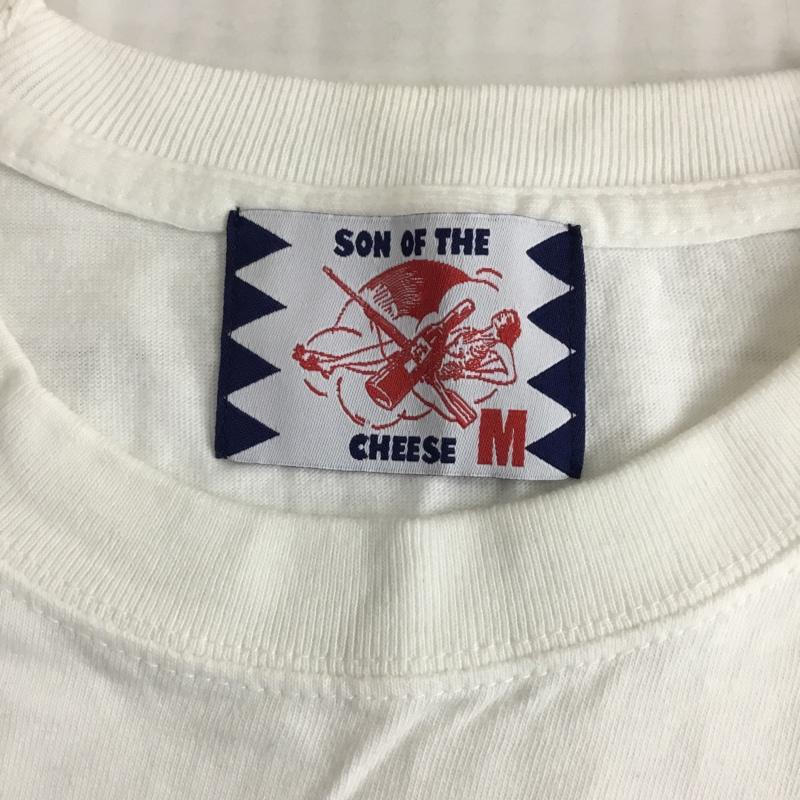 SON OF THE
CHEESE M